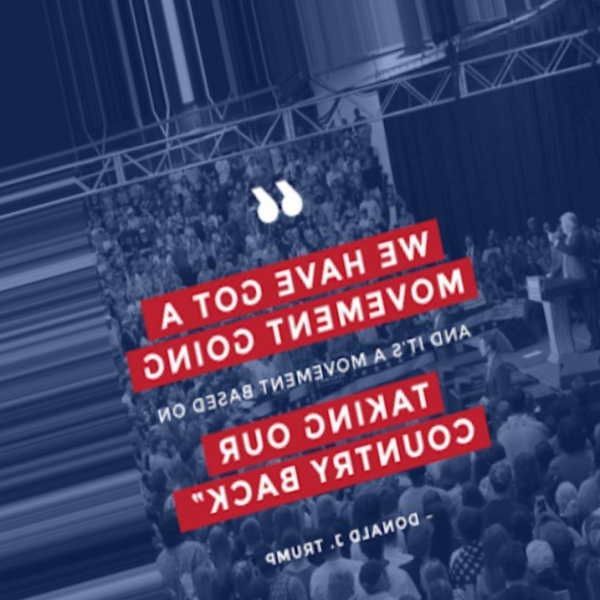 “
WE HAVE GOT A
MOVEMENT GOING
AND IT'S A MOVEMENT BASED ON
TAKING OUR
COUNTRY BACK”
- DONALD J. TRUMP